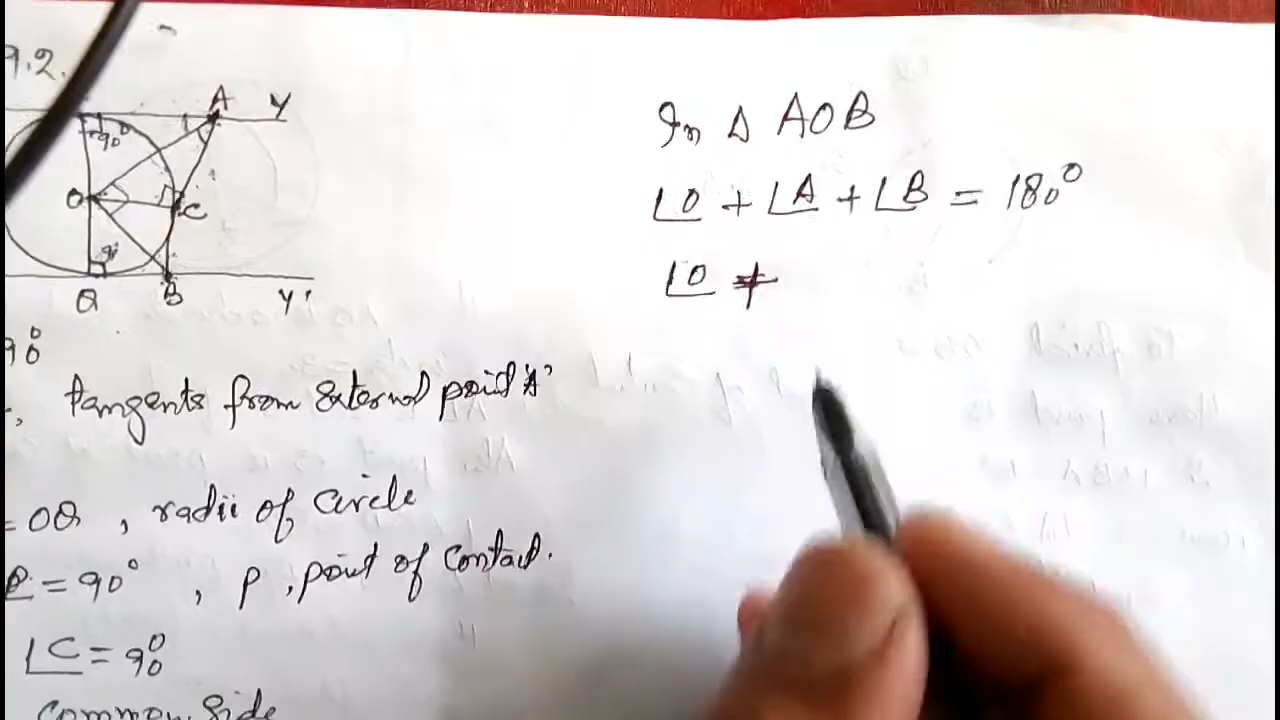 9.2.
A
Y
90°
O
C
Q
B
Y'
90°
tangents from external point 'A'
= OQ , radii of circle
= 90° , P , point of contact.
∠C = 90°
common side
In Δ AOB
∠O + ∠A + ∠B = 180°
∠O